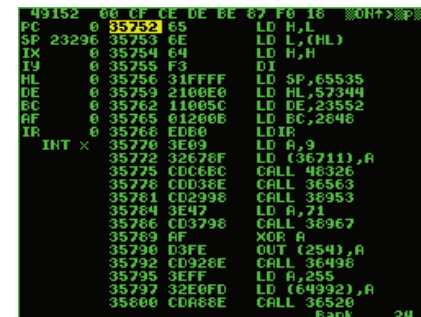 49152 00 CF CE DE BE 87 F0 18
PC 0 35752 65 LD H,L
SP 23296 35753 6E LD L,(HL)
IX 0 35754 64 LD H,H
IY 0 35755 F3 DI
HL 0 35756 31FFFF LD SP,65535
DE 0 35759 2100E0 LD HL,57344
BC 0 35762 11005C LD DE,23552
AF 0 35765 01200B LD BC,2848
IR 0 35768 EDB0 LDIR
INT × 35770 3E09 LD A,9
35772 32678F LD (36711),A
35775 CDC6BC CALL 48326
35778 CDD38E CALL 36563
35781 CD2998 CALL 38953
35784 3E47 LD A,71
35786 CD3798 CALL 38967
35789 AF XOR A
35790 D3FE OUT (254),A
35792 CD928E CALL 36498
35795 3EFF LD A,255
35797 32E0FD LD (64992),A
35800 CDA88E CALL 36520
Bank 24